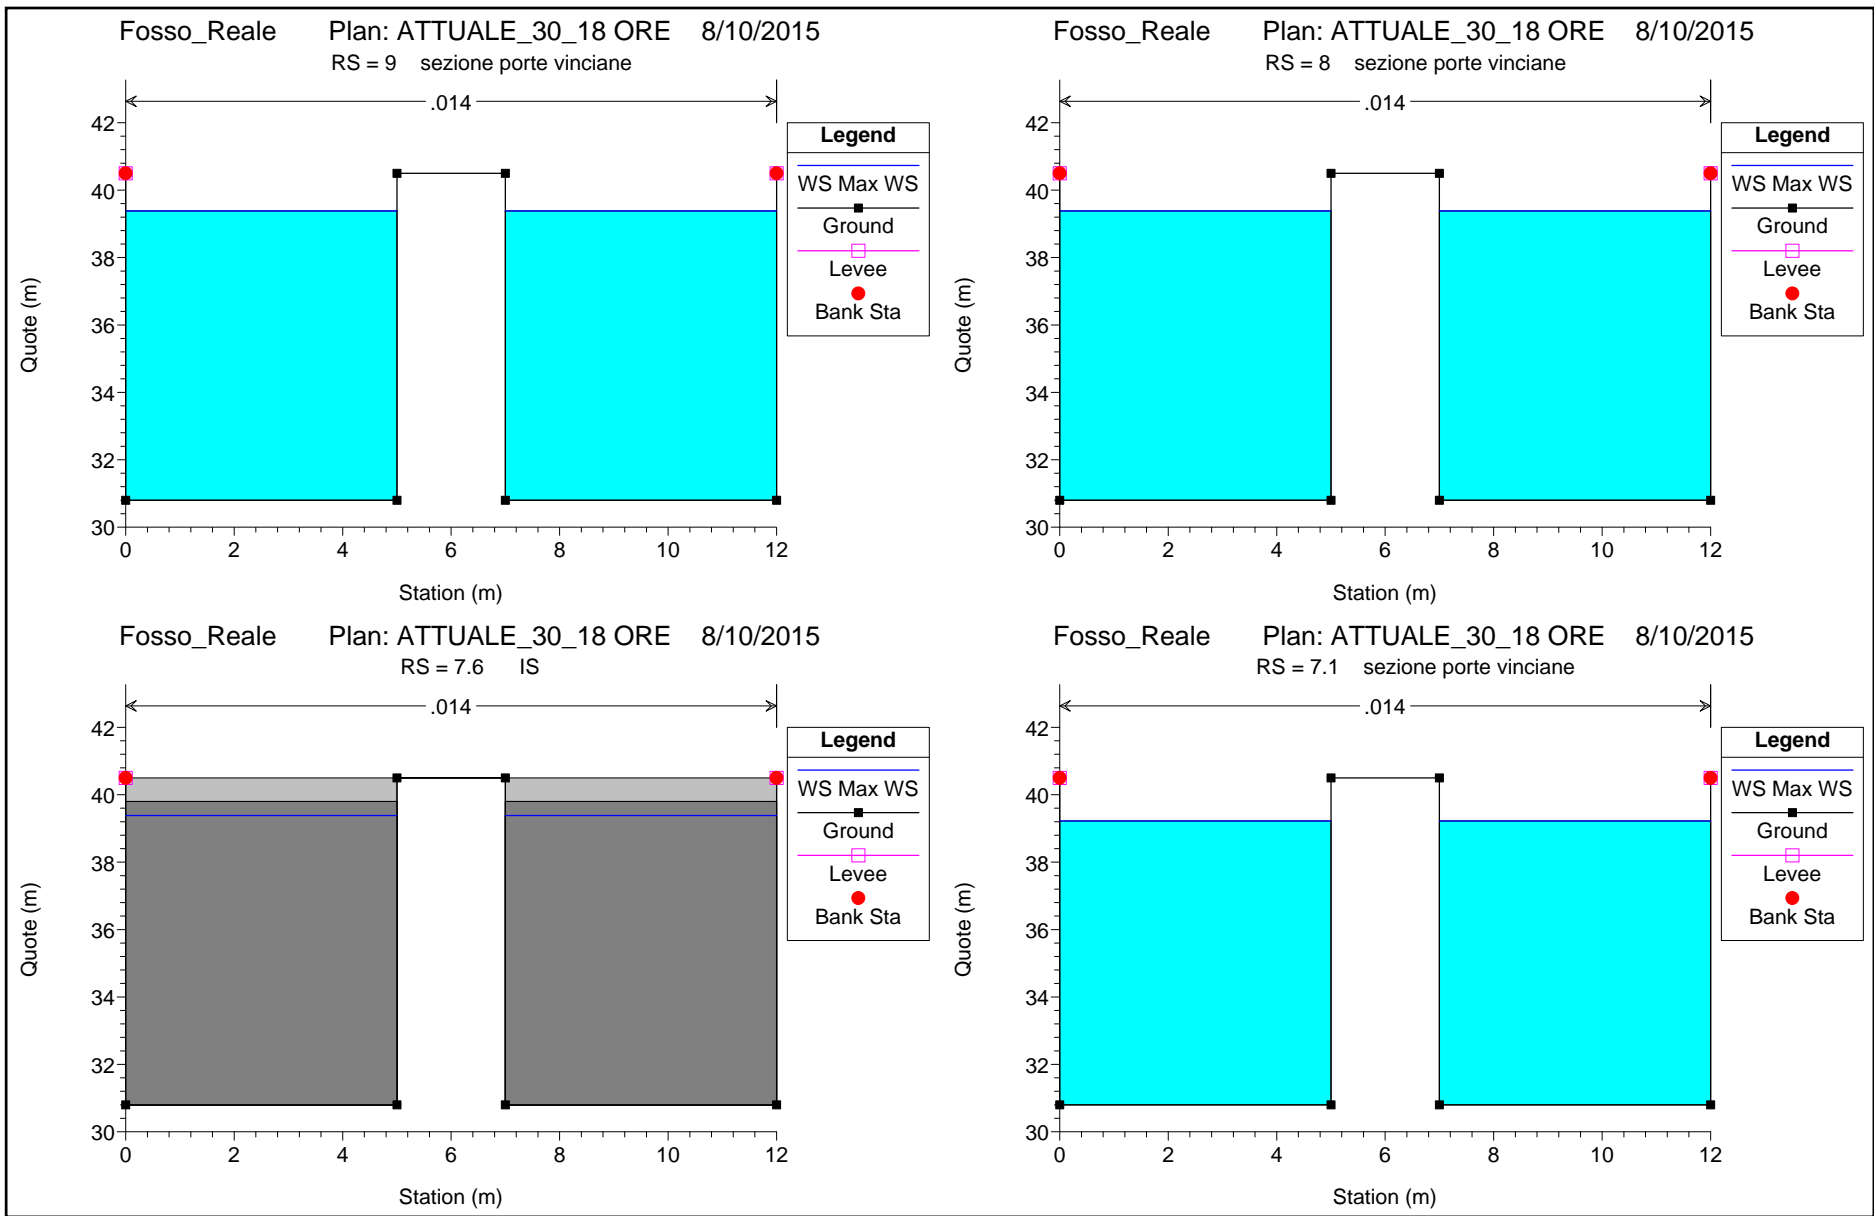 Fosso_Reale Plan: ATTUALE_30_18 ORE 8/10/2015
RS = 9 sezione porte vinciane
.014
42
40
38
36
34
32
30
Quote (m)
0 2 4 6 8 10 12
Station (m)
Legend
WS Max WS
Ground
Levee
Bank Sta
Fosso_Reale Plan: ATTUALE_30_18 ORE 8/10/2015
RS = 8 sezione porte vinciane
.014
42
40
38
36
34
32
30
Quote (m)
0 2 4 6 8 10 12
Station (m)
Legend
WS Max WS
Ground
Levee
Bank Sta
Fosso_Reale Plan: ATTUALE_30_18 ORE 8/10/2015
RS = 7.6 IS
.014
42
40
38
36
34
32
30
Quote (m)
0 2 4 6 8 10 12
Station (m)
Legend
WS Max WS
Ground
Levee
Bank Sta
Fosso_Reale Plan: ATTUALE_30_18 ORE 8/10/2015
RS = 7.1 sezione porte vinciane
.014
42
40
38
36
34
32
30
Quote (m)
0 2 4 6 8 10 12
Station (m)
Legend
WS Max WS
Ground
Levee
Bank Sta